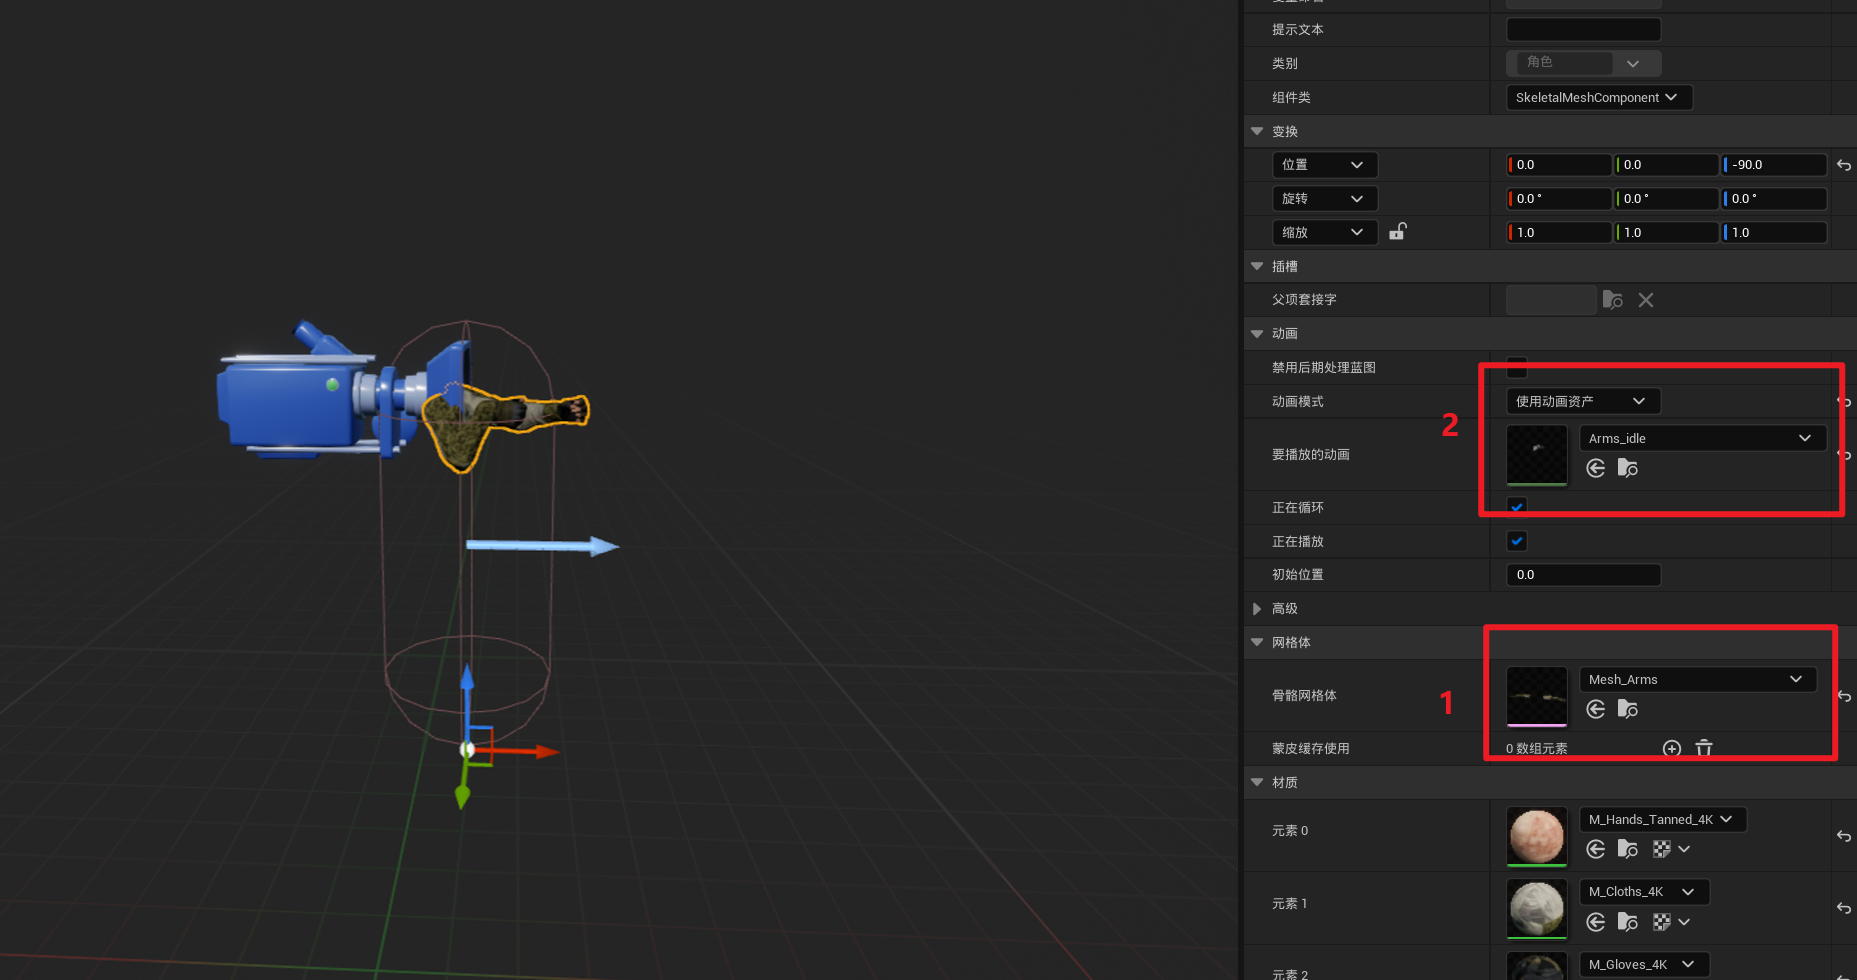 提示文本
类别 角色
组件类 SkeletalMeshComponent
变换
位置 0.0 0.0 -90.0
旋转 0.0 ° 0.0 ° 0.0 °
缩放 1.0 1.0 1.0
插槽
父项套接字
动画
禁用后期处理蓝图
动画模式 使用动画资产
2
要播放的动画 Arms_idle
正在循环
正在播放
初始位置 0.0
高级
网格体
骨骼网格体 Mesh_Arms
1
蒙皮缓存使用 0 数组元素
材质
元素 0 M_Hands_Tanned_4K
元素 1 M_Cloths_4K
元素 2 M_Gloves_4K